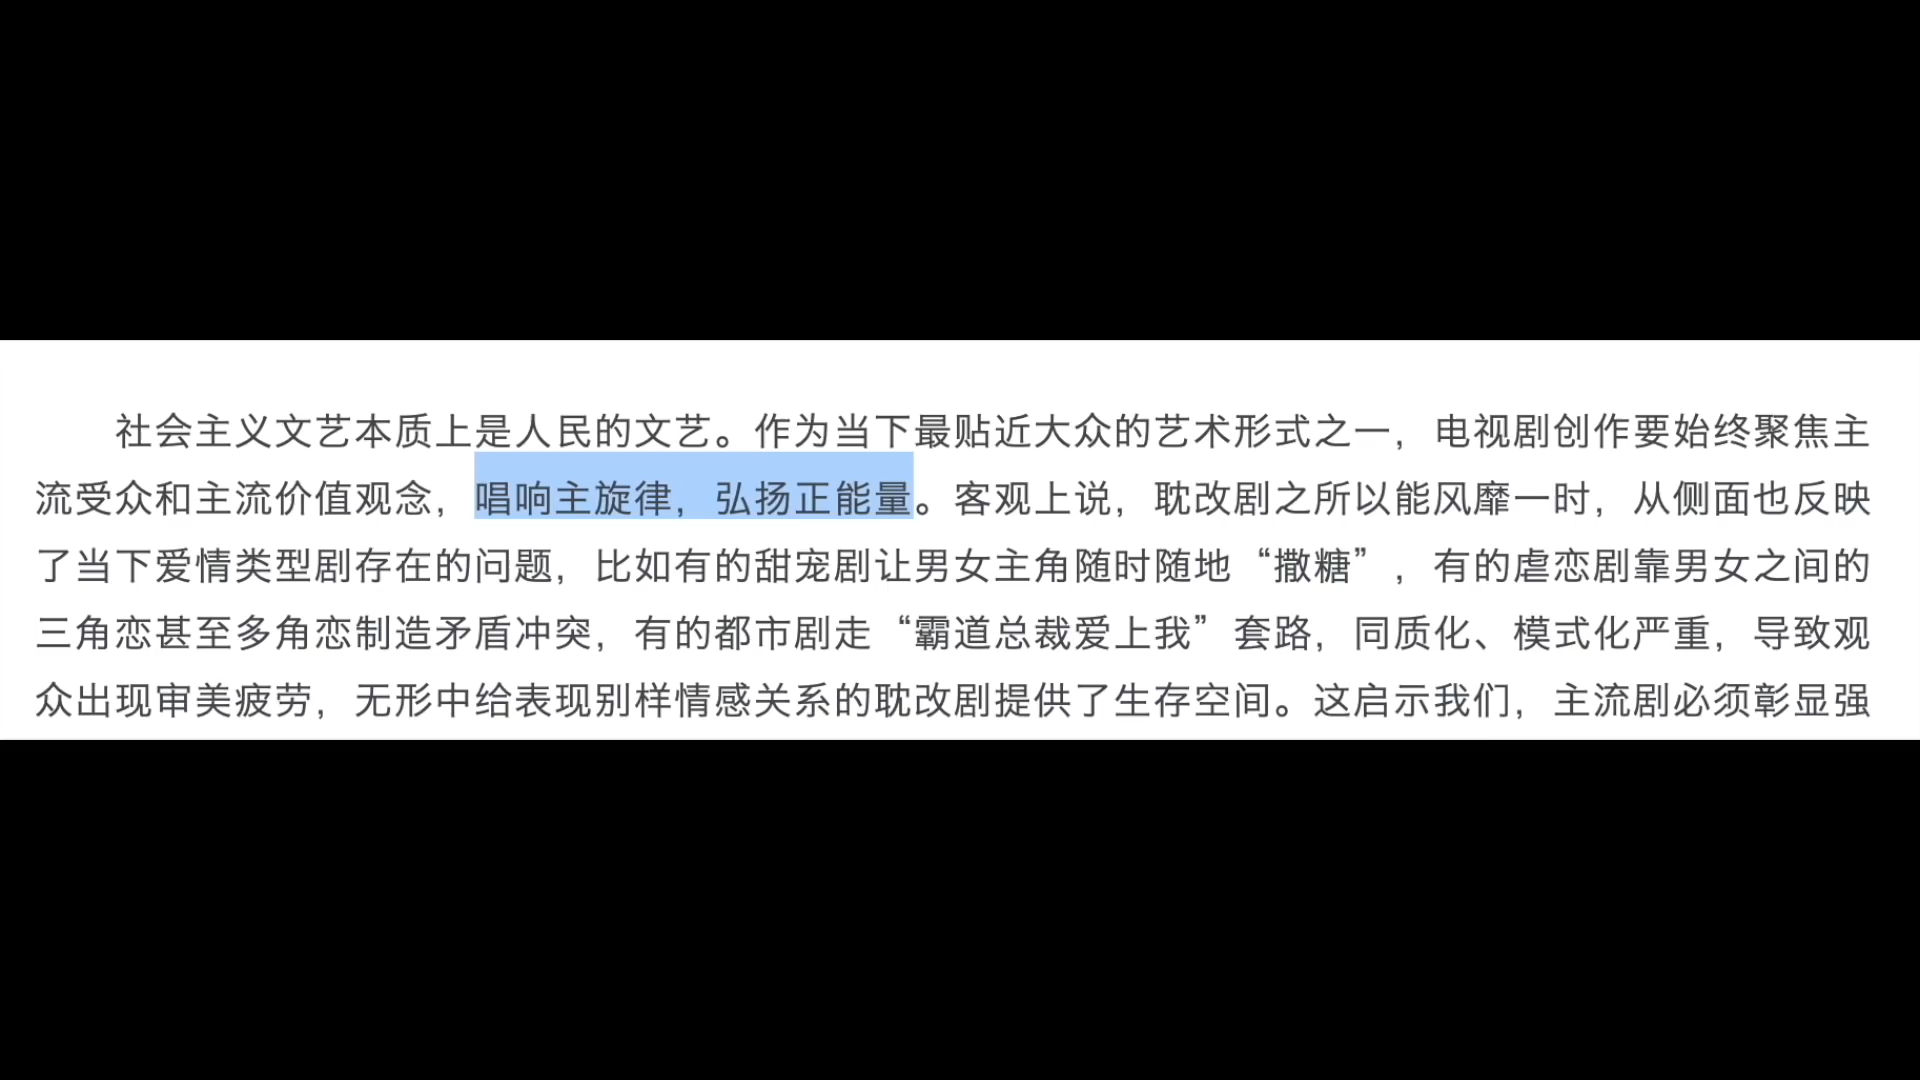 社会主义文艺本质上是人民的文艺。作为当下最贴近大众的艺术形式之一，电视剧创作要始终聚焦主
流受众和主流价值观念，唱响主旋律，弘扬正能量。客观上说，耽改剧之所以能风靡一时，从侧面也反映
了当下爱情类型剧存在的问题，比如有的甜宠剧让男女主角随时随地“撒糖”，有的虐恋剧靠男女之间的
三角恋甚至多角恋制造矛盾冲突，有的都市剧走“霸道总裁爱上我”套路，同质化、模式化严重，导致观
众出现审美疲劳，无形中给表现别样情感关系的耽改剧提供了生存空间。这启示我们，主流剧必须彰显强